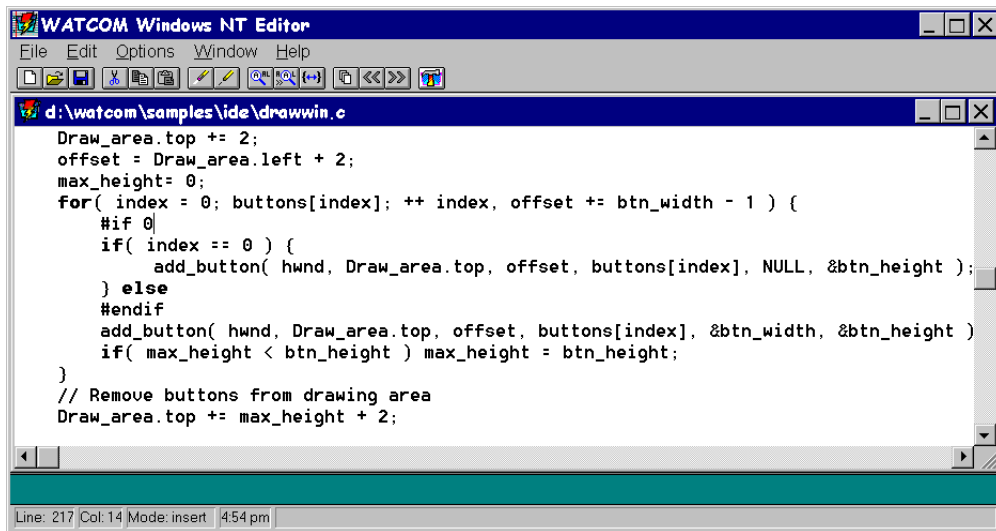 WATCOM Windows NT Editor
File Edit Options Window Help
d:\watcom\samples\ide\drawwin.c
Draw_area.top += 2;
offset = Draw_area.left + 2;
max_height= 0;
for( index = 0; buttons[index]; ++ index, offset += btn_width - 1 ) {
#if 0
if( index == 0 ) {
add_button( hwnd, Draw_area.top, offset, buttons[index], NULL, &btn_height );
} else
#endif
add_button( hwnd, Draw_area.top, offset, buttons[index], &btn_width, &btn_height )
if( max_height < btn_height ) max_height = btn_height;
}
// Remove buttons from drawing area
Draw_area.top += max_height + 2;
Line: 217 Col: 14 Mode: insert 4:54 pm